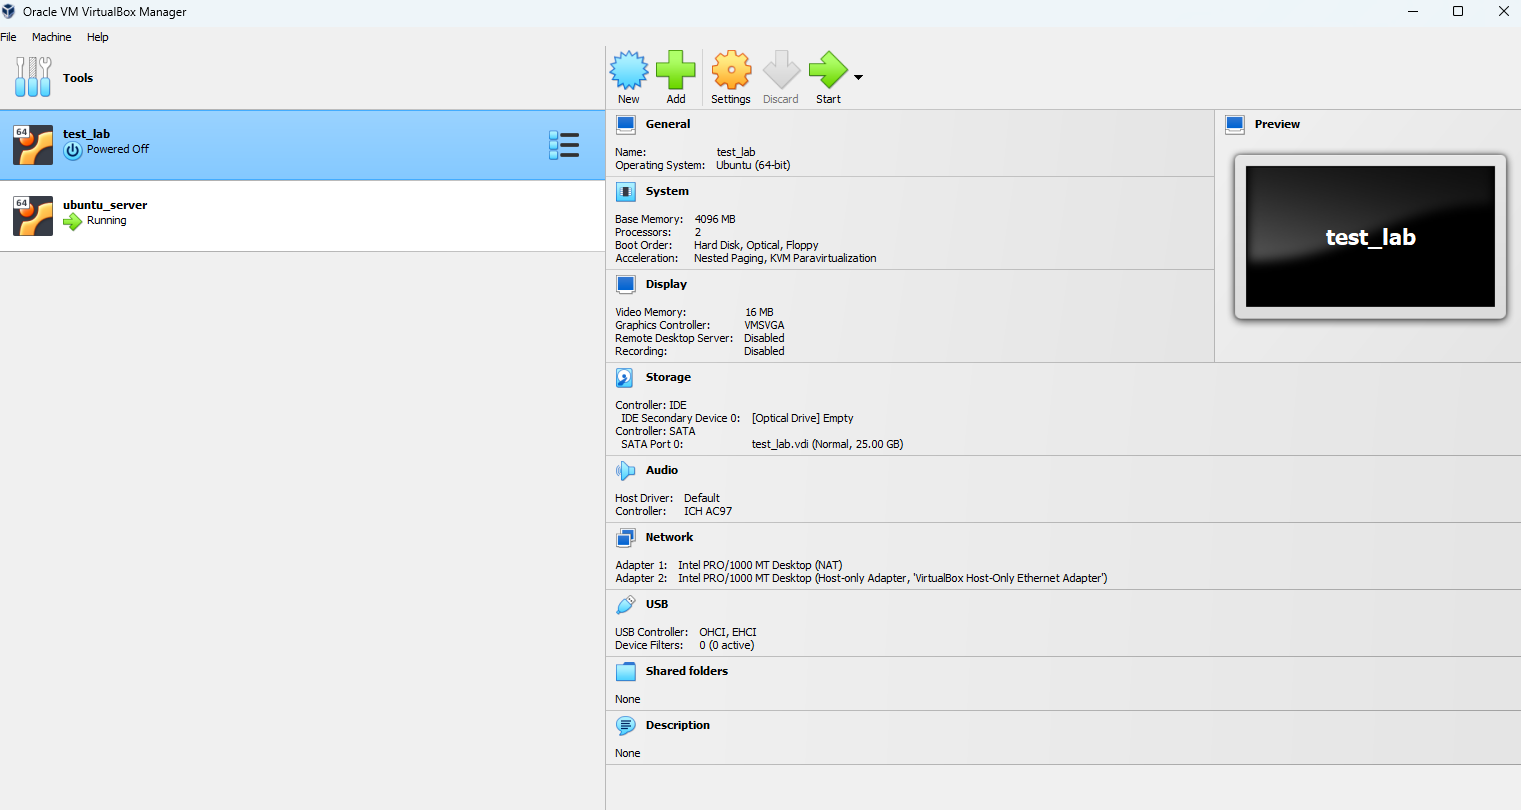 Oracle VM VirtualBox Manager
File Machine Help
Tools
New Add Settings Discard Start
64
test_lab
Powered Off
64
ubuntu_server
Running
General
Name: test_lab
Operating System: Ubuntu (64-bit)
System
Base Memory: 4096 MB
Processors: 2
Boot Order: Hard Disk, Optical, Floppy
Acceleration: Nested Paging, KVM Paravirtualization
Display
Video Memory: 16 MB
Graphics Controller: VMSVGA
Remote Desktop Server: Disabled
Recording: Disabled
Storage
Controller: IDE
IDE Secondary Device 0: [Optical Drive] Empty
Controller: SATA
SATA Port 0: test_lab.vdi (Normal, 25.00 GB)
Audio
Host Driver: Default
Controller: ICH AC97
Network
Adapter 1: Intel PRO/1000 MT Desktop (NAT)
Adapter 2: Intel PRO/1000 MT Desktop (Host-only Adapter, 'VirtualBox Host-Only Ethernet Adapter')
USB
USB Controller: OHCI, EHCI
Device Filters: 0 (0 active)
Shared folders
None
Description
None
Preview
test_lab